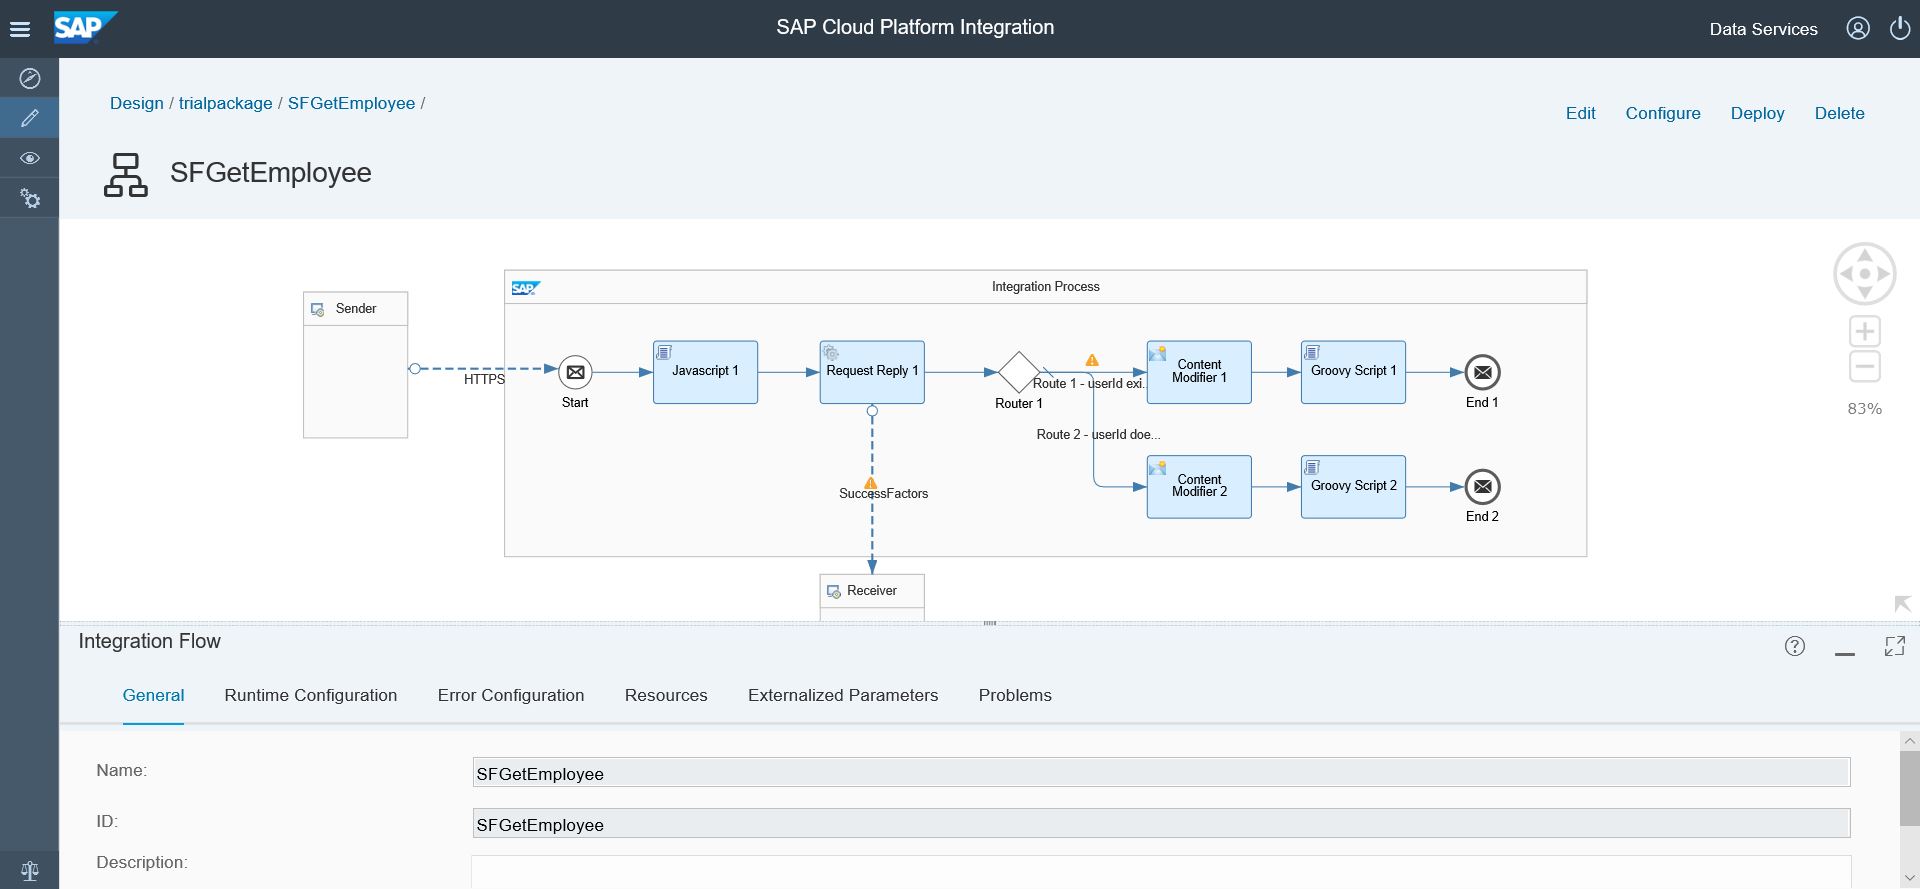 SAP
SAP Cloud Platform Integration
Data Services
Design / trialpackage / SFGetEmployee /
Edit
Configure
Deploy
Delete
SFGetEmployee
SAP
Integration Process
Sender
HTTPS
Start
Javascript 1
Request Reply 1
Router 1
Route 1 - userId exi...
Content
Modifier 1
Groovy Script 1
End 1
Route 2 - userId doe...
Content
Modifier 2
Groovy Script 2
End 2
SuccessFactors
Receiver
83%
Integration Flow
General
Runtime Configuration
Error Configuration
Resources
Externalized Parameters
Problems
Name:
SFGetEmployee
ID:
SFGetEmployee
Description: